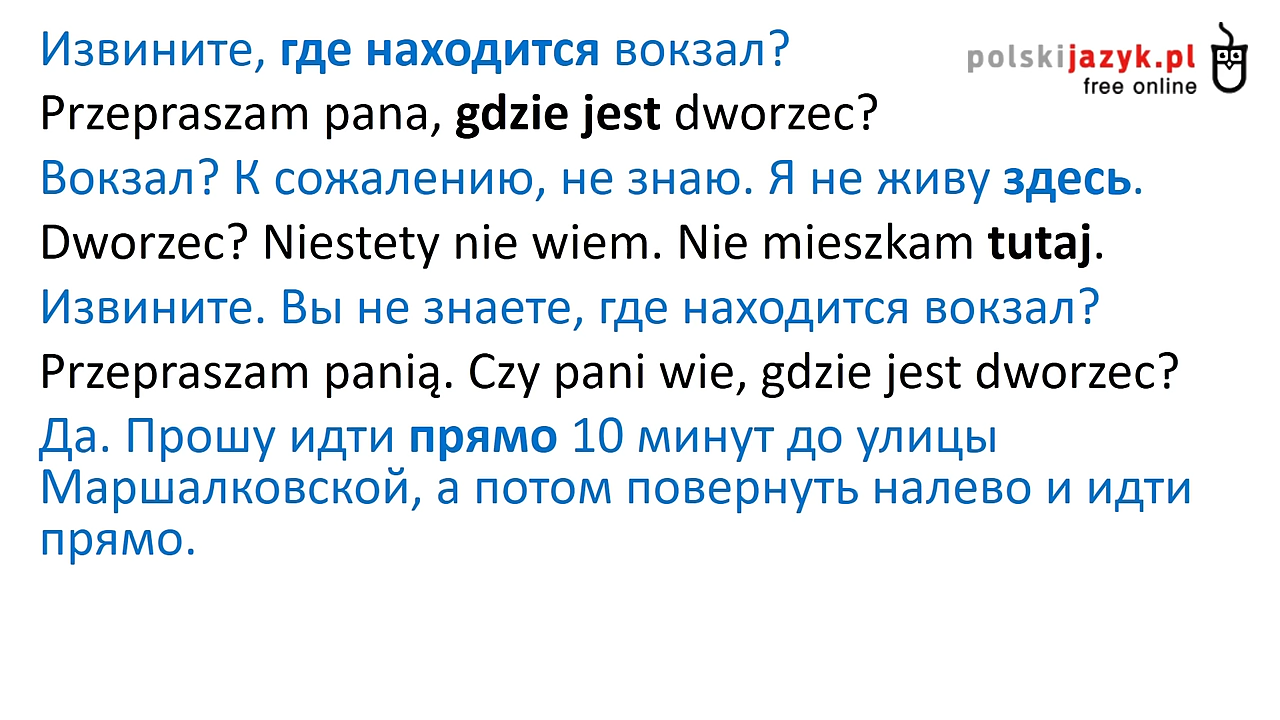 Извините, где находится вокзал?
polskijazyk.pl
free online
Przepraszam pana, gdzie jest dworzec?
Вокзал? К сожалению, не знаю. Я не живу здесь.
Dworzec? Niestety nie wiem. Nie mieszkam tutaj.
Извините. Вы не знаете, где находится вокзал?
Przepraszam panią. Czy pani wie, gdzie jest dworzec?
Да. Прошу идти прямо 10 минут до улицы
Маршалковской, а потом повернуть налево и идти
прямо.